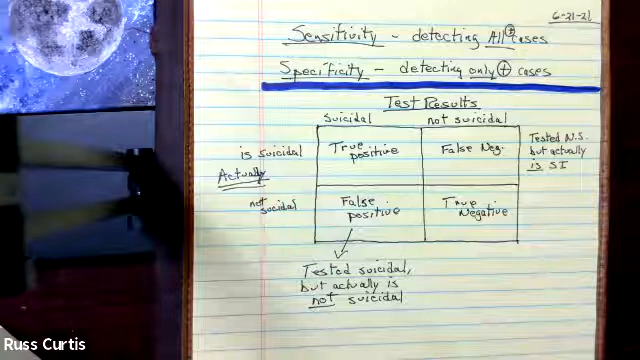 6-21-21
Sensitivity - detecting All ⊕ cases
Specificity - detecting only ⊕ cases
Test Results
suicidal not suicidal
is suicidal
Actually
not suicidal
True positive
False Neg.
Tested N.S.
but actually
is SI
False positive
True Negative
Tested suicidal,
but actually is
not suicidal
Russ Curtis